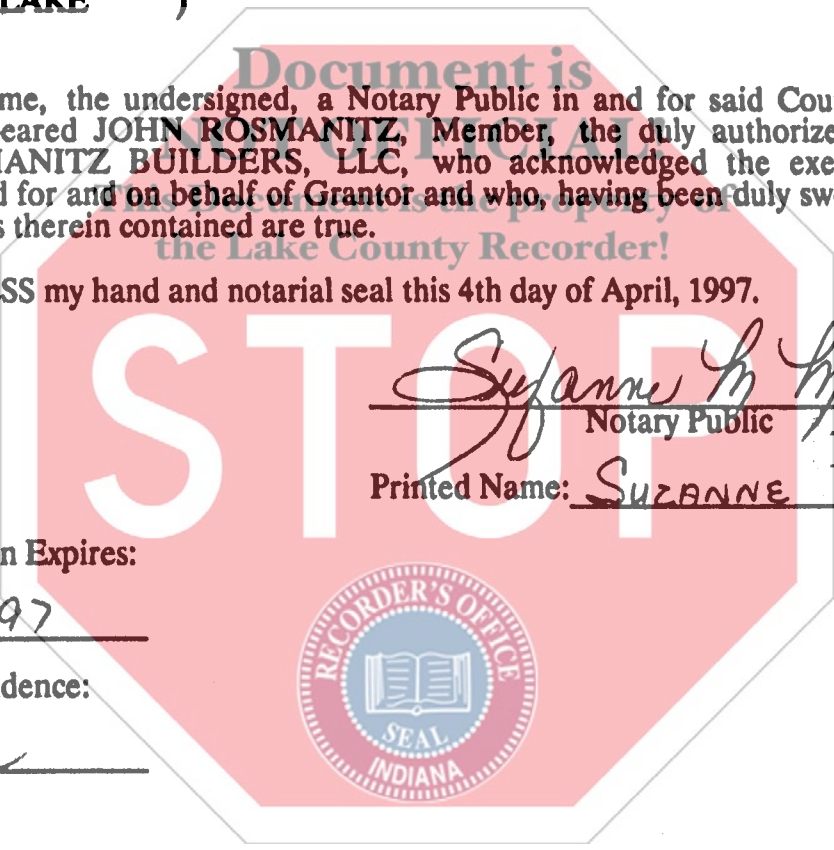 LAKE )
Document is
NOT OFFICIAL!
This Document is the property of
the Lake County Recorder!
me, the undersigned, a Notary Public in and for said Cou
eared JOHN ROSMANITZ, Member, the duly authorize
MANITZ BUILDERS, LLC, who acknowledged the exe
d for and on behalf of Grantor and who, having been duly sw
s therein contained are true.
SS my hand and notarial seal this 4th day of April, 1997.
STOP
Suzanne M M
Notary Public
Printed Name: SUZANNE
n Expires:
97
dence:
RECORDER'S OFFICE
SEAL
INDIANA